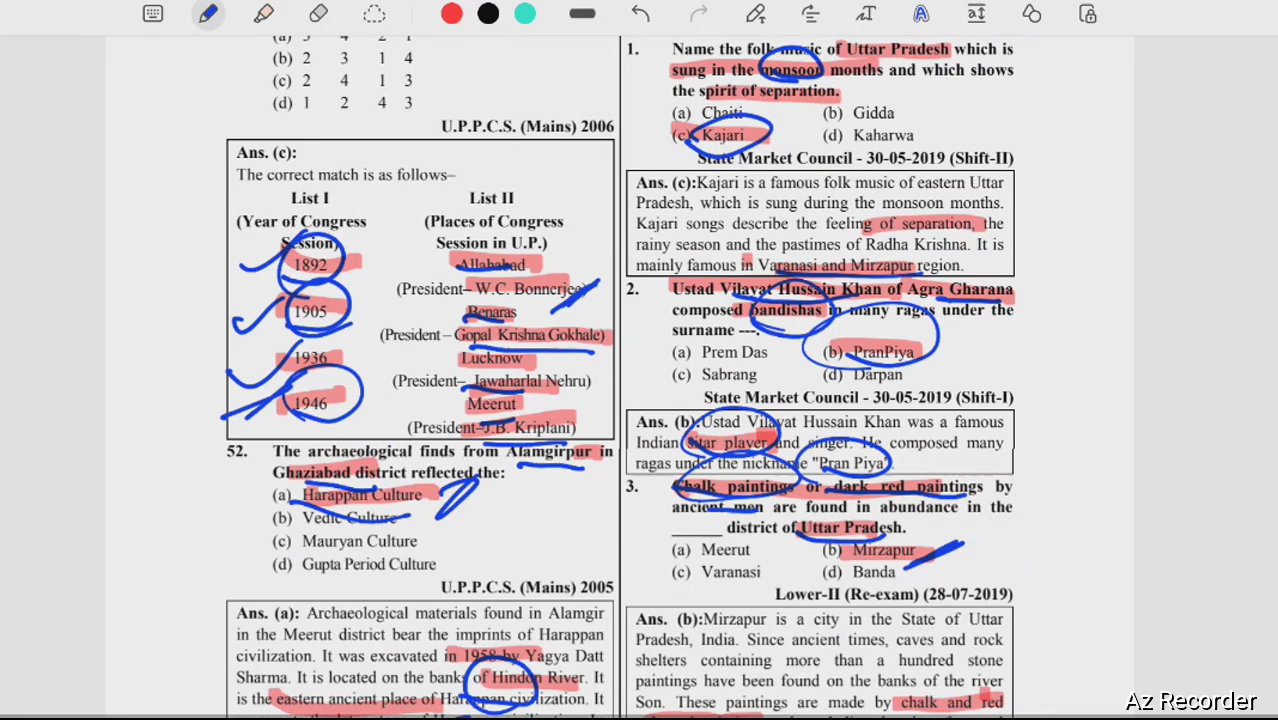 (b) 2 3 1 4
(c) 2 4 1 3
(d) 1 2 4 3
U.P.P.C.S. (Mains) 2006
Ans. (c):
The correct match is as follows–
List I List II
(Year of Congress (Places of Congress
Session) Session in U.P.)
1892 Allahabad
(President– W.C. Bonnerjee)
1905 Benaras
(President – Gopal Krishna Gokhale)
1936 Lucknow
(President– Jawaharlal Nehru)
1946 Meerut
(President–J.B. Kriplani)
52. The archaeological finds from Alamgirpur in
Ghaziabad district reflected the:
(a) Harappan Culture
(b) Vedic Culture
(c) Mauryan Culture
(d) Gupta Period Culture
U.P.P.C.S. (Mains) 2005
Ans. (a): Archaeological materials found in Alamgir
in the Meerut district bear the imprints of Harappan
civilization. It was excavated in 1958 by Yagya Datt
Sharma. It is located on the banks of Hindon River. It
is the eastern ancient place of Harappan civilization. It
1. Name the folk music of Uttar Pradesh which is
sung in the monsoon months and which shows
the spirit of separation.
(a) Chaiti (b) Gidda
(c) Kajari (d) Kaharwa
State Market Council - 30-05-2019 (Shift-II)
Ans. (c):Kajari is a famous folk music of eastern Uttar
Pradesh, which is sung during the monsoon months.
Kajari songs describe the feeling of separation, the
rainy season and the pastimes of Radha Krishna. It is
mainly famous in Varanasi and Mirzapur region.
2. Ustad Vilayat Hussain Khan of Agra Gharana
composed bandishas in many ragas under the
surname ---.
(a) Prem Das (b) PranPiya
(c) Sabrang (d) Darpan
State Market Council - 30-05-2019 (Shift-I)
Ans. (b):Ustad Vilayat Hussain Khan was a famous
Indian sitar player and singer. He composed many
ragas under the nickname "Pran Piya".
3. Chalk paintings or dark red paintings by
ancient men are found in abundance in the
______ district of Uttar Pradesh.
(a) Meerut (b) Mirzapur
(c) Varanasi (d) Banda
Lower-II (Re-exam) (28-07-2019)
Ans. (b):Mirzapur is a city in the State of Uttar
Pradesh, India. Since ancient times, caves and rock
shelters containing more than a hundred stone
paintings have been found on the banks of the river
Son. These paintings are made by chalk and red
Az Recorder